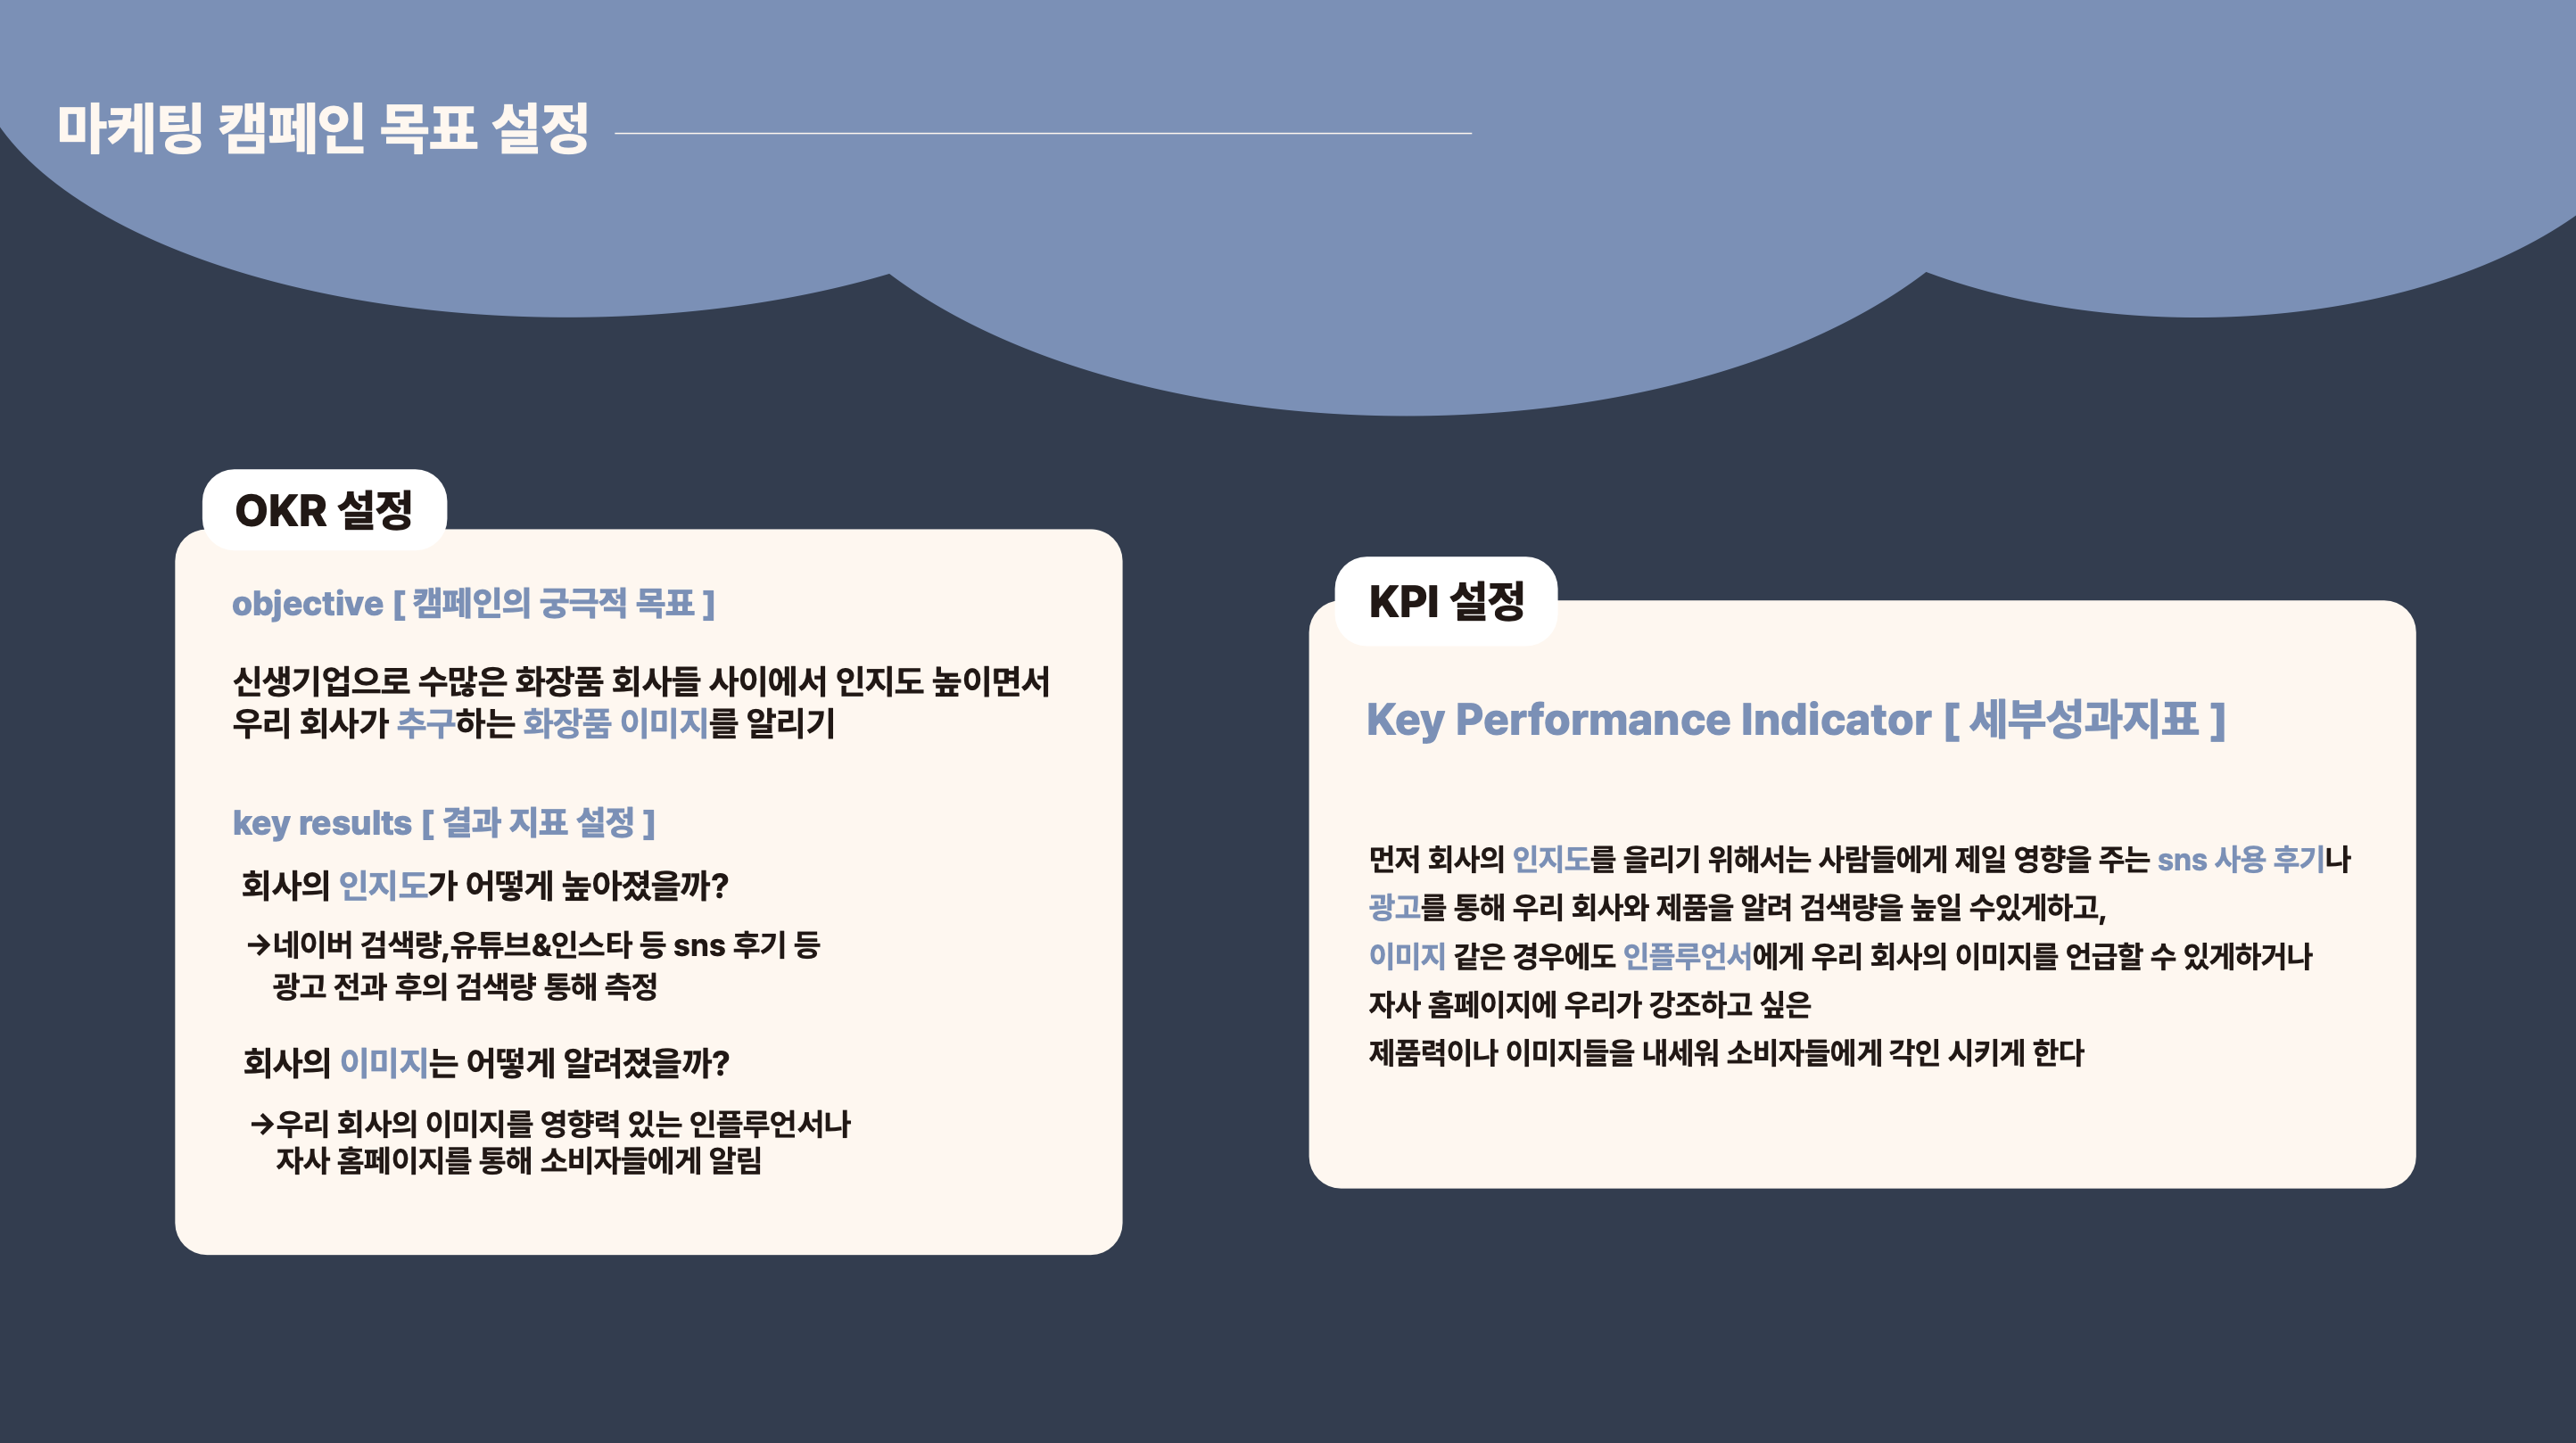 마케팅 캠페인 목표 설정
OKR 설정
objective [ 캠페인의 궁극적 목표 ]
신생기업으로 수많은 화장품 회사들 사이에서 인지도 높이면서
우리 회사가 추구하는 화장품 이미지를 알리기
key results [ 결과 지표 설정 ]
회사의 인지도가 어떻게 높아졌을까?
→네이버 검색량,유튜브&인스타 등 sns 후기 등
광고 전과 후의 검색량 통해 측정
회사의 이미지는 어떻게 알려졌을까?
→우리 회사의 이미지를 영향력 있는 인플루언서나
자사 홈페이지를 통해 소비자들에게 알림
KPI 설정
Key Performance Indicator [ 세부성과지표 ]
먼저 회사의 인지도를 올리기 위해서는 사람들에게 제일 영향을 주는 sns 사용 후기나
광고를 통해 우리 회사와 제품을 알려 검색량을 높일 수있게하고,
이미지 같은 경우에도 인플루언서에게 우리 회사의 이미지를 언급할 수 있게하거나
자사 홈페이지에 우리가 강조하고 싶은
제품력이나 이미지들을 내세워 소비자들에게 각인 시키게 한다